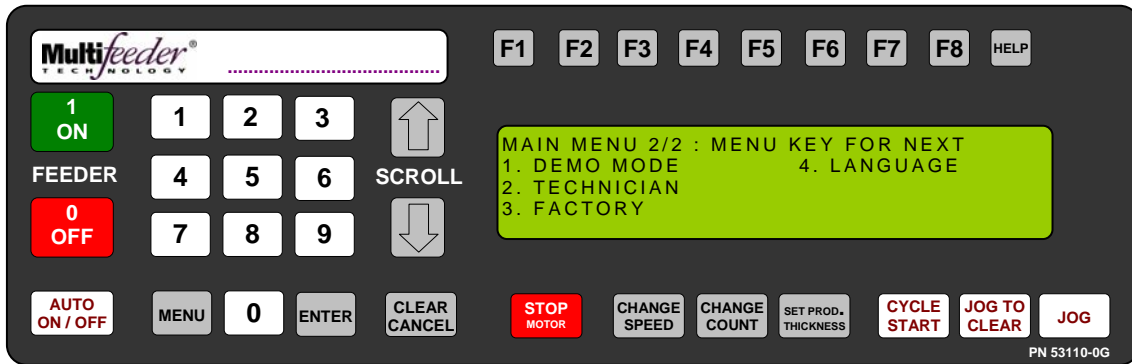 Multifeeder®
TECHNOLOGY
F1 F2 F3 F4 F5 F6 F7 F8 HELP
1
ON
FEEDER
0
OFF
1 2 3
4 5 6
7 8 9
SCROLL
MAIN MENU 2/2 : MENU KEY FOR NEXT
1. DEMO MODE 4. LANGUAGE
2. TECHNICIAN
3. FACTORY
AUTO
ON / OFF
MENU
0
ENTER
CLEAR
CANCEL
STOP
MOTOR
CHANGE
SPEED
CHANGE
COUNT
SET PROD.
THICKNESS
CYCLE
START
JOG TO
CLEAR
JOG
PN 53110-0G